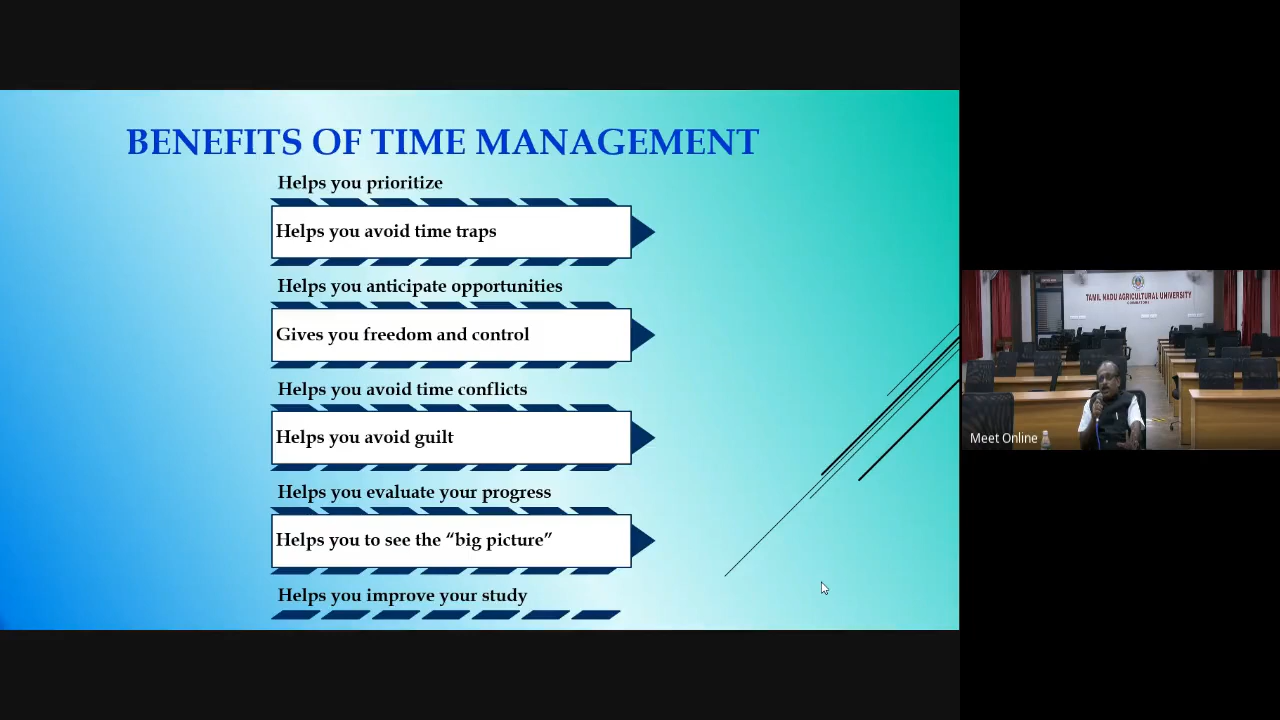 BENEFITS OF TIME MANAGEMENT
Helps you prioritize
Helps you avoid time traps
Helps you anticipate opportunities
Gives you freedom and control
Helps you avoid time conflicts
Helps you avoid guilt
Helps you evaluate your progress
Helps you to see the “big picture”
Helps you improve your study
TAMIL NADU AGRICULTURAL UNIVERSITY
Meet Online